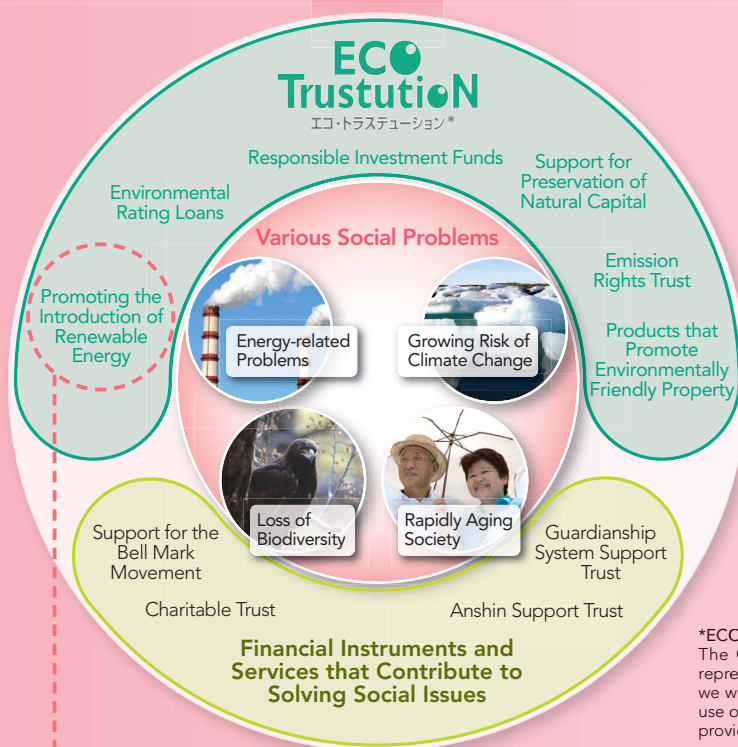 ECO
TrustutioN
エコ・トラステューション*
Responsible Investment Funds
Support for
Preservation of
Natural Capital
Environmental
Rating Loans
Various Social Problems
Emission
Rights Trust
Promoting the
Introduction of
Renewable
Energy
Energy-related
Problems
Growing Risk of
Climate Change
Products that
Promote
Environmentally
Friendly Property
Loss of
Biodiversity
Rapidly Aging
Society
Support for the
Bell Mark
Movement
Guardianship
System Support
Trust
Charitable Trust
Anshin Support Trust
Financial Instruments and
Services that Contribute to
Solving Social Issues
*ECO
The
repre
we w
use o
provi